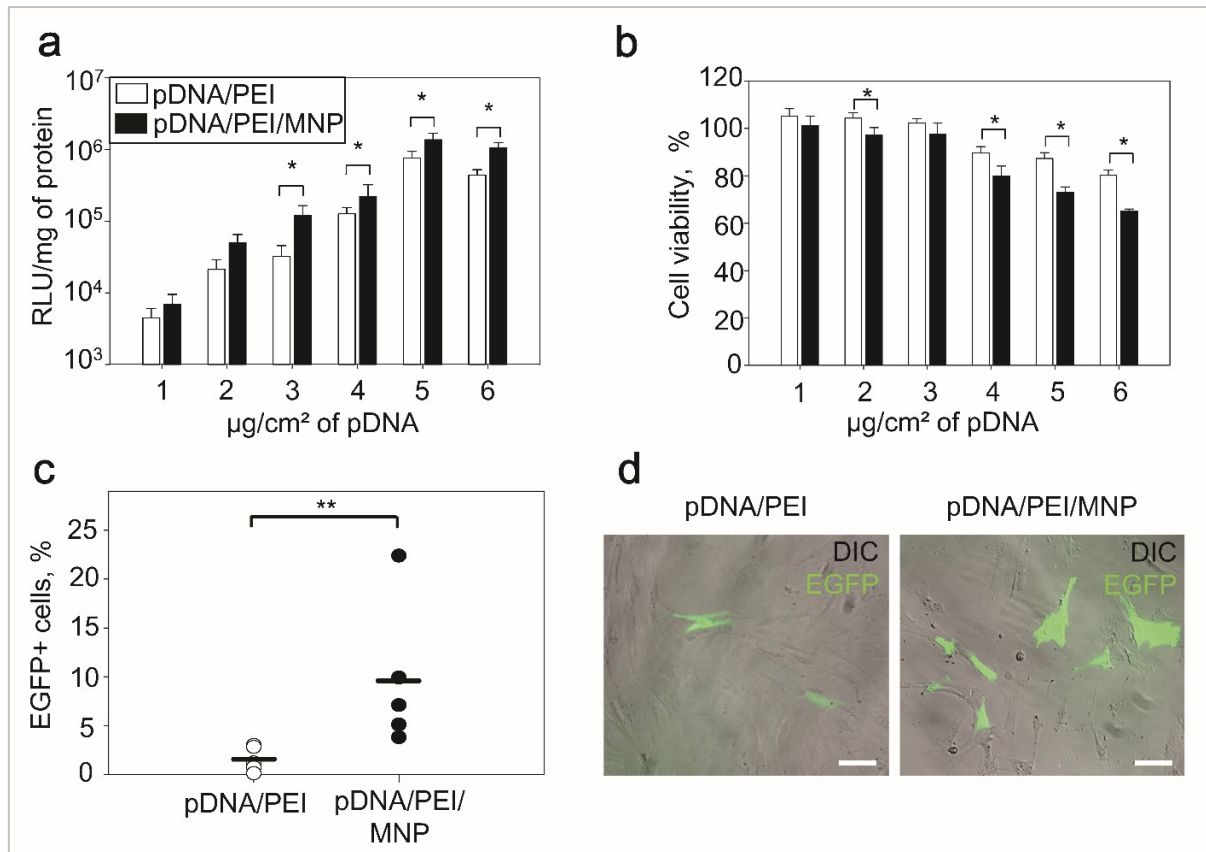 a
10⁷
10⁶
10⁵
10⁴
10³
RLU/mg of protein
pDNA/PEI
pDNA/PEI/MNP
* * * *
1 2 3 4 5 6
µg/cm² of pDNA
b
120
100
80
60
40
20
0
Cell viability, %
* * * *
1 2 3 4 5 6
µg/cm² of pDNA
c
25
20
15
10
5
0
EGFP+ cells, %
**
pDNA/PEI
pDNA/PEI/
MNP
d
pDNA/PEI
DIC
EGFP
pDNA/PEI/MNP
DIC
EGFP